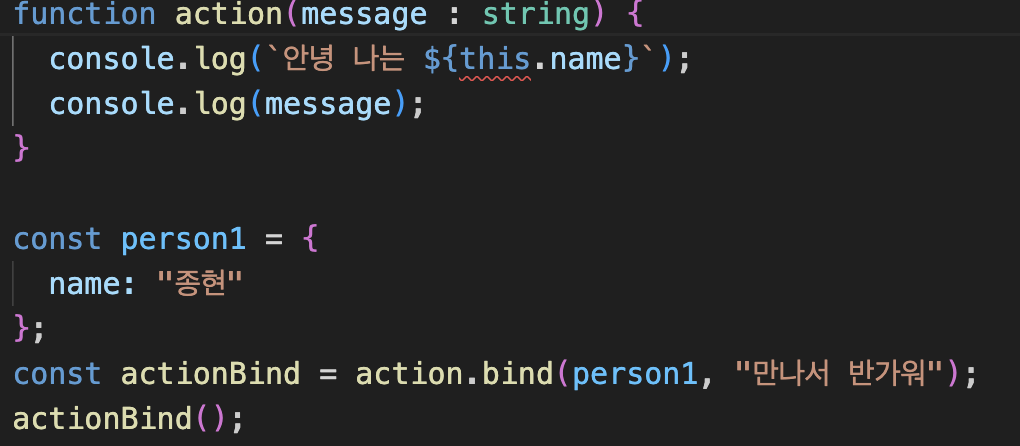 function action(message : string) {
  console.log(`안녕 나는 ${this.name}`);
  console.log(message);
}
const person1 = {
  name: "종현"
};
const actionBind = action.bind(person1, "만나서 반가워");
actionBind();